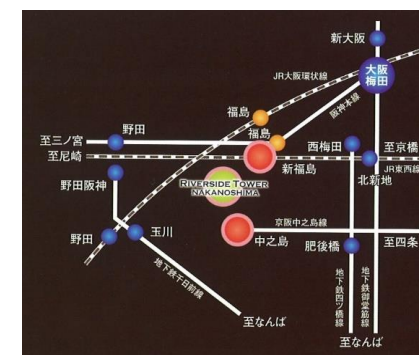 新大阪
JR大阪環状線
大阪
梅田
阪神本線
福島
福島
野田
至三ノ宮
至尼崎
西梅田
至京橋
JR東西線
新福島
北新地
野田阪神
RIVERSIDE TOWER
NAKANOSHIMA
京阪中之島線
野田
玉川
中之島
肥後橋
至四条
地下鉄千日前線
地下鉄四ツ橋線
地下鉄御堂筋線
至なんば
至なんば